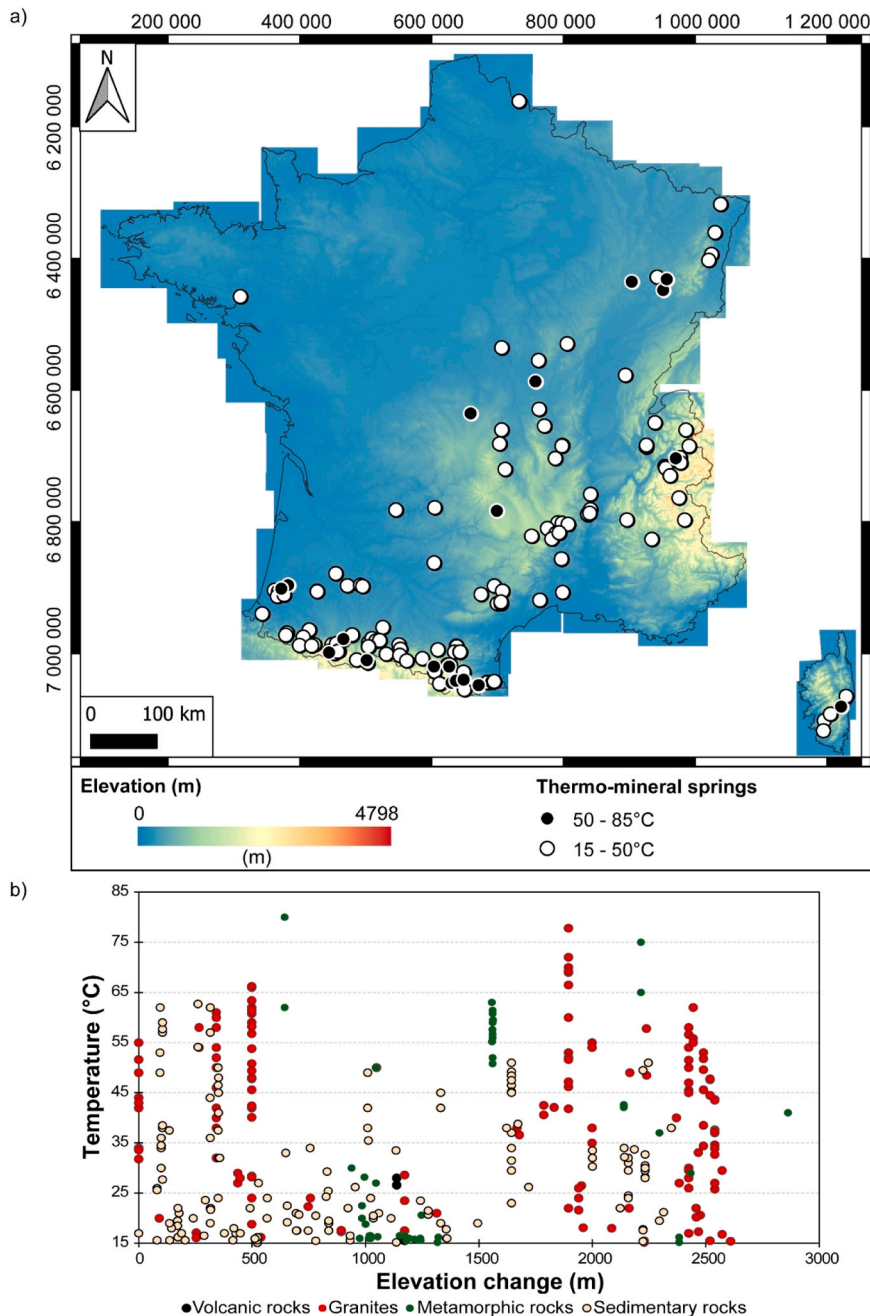 a)
200 000 400 000 600 000 800 000 1 000 000 1 200 000
N
6 200 000
6 400 000
6 600 000
6 800 000
7 000 000
0 100 km
Elevation (m)
0 4798
(m)
Thermo-mineral springs
50 - 85°C
15 - 50°C
b)
85
75
65
55
45
35
25
15
Temperature (°C)
0 500 1000 1500 2000 2500 3000
Elevation change (m)
Volcanic rocks Granites Metamorphic rocks Sedimentary rocks